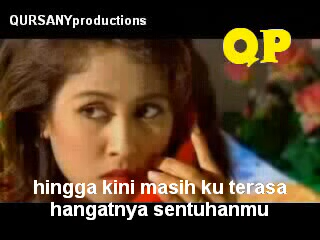 QURSANYproductions
QP
hingga kini masih ku terasa
hangatnya sentuhanmu